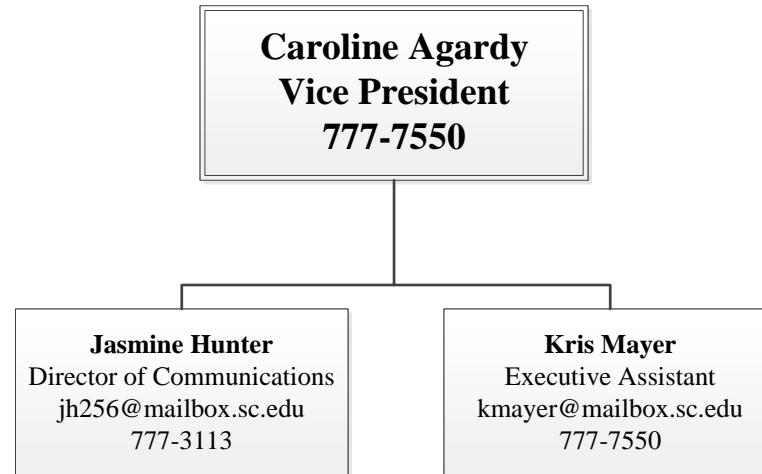 Caroline Agardy
Vice President
777-7550
Jasmine Hunter
Director of Communications
jh256@mailbox.sc.edu
777-3113
Kris Mayer
Executive Assistant
kmayer@mailbox.sc.edu
777-7550